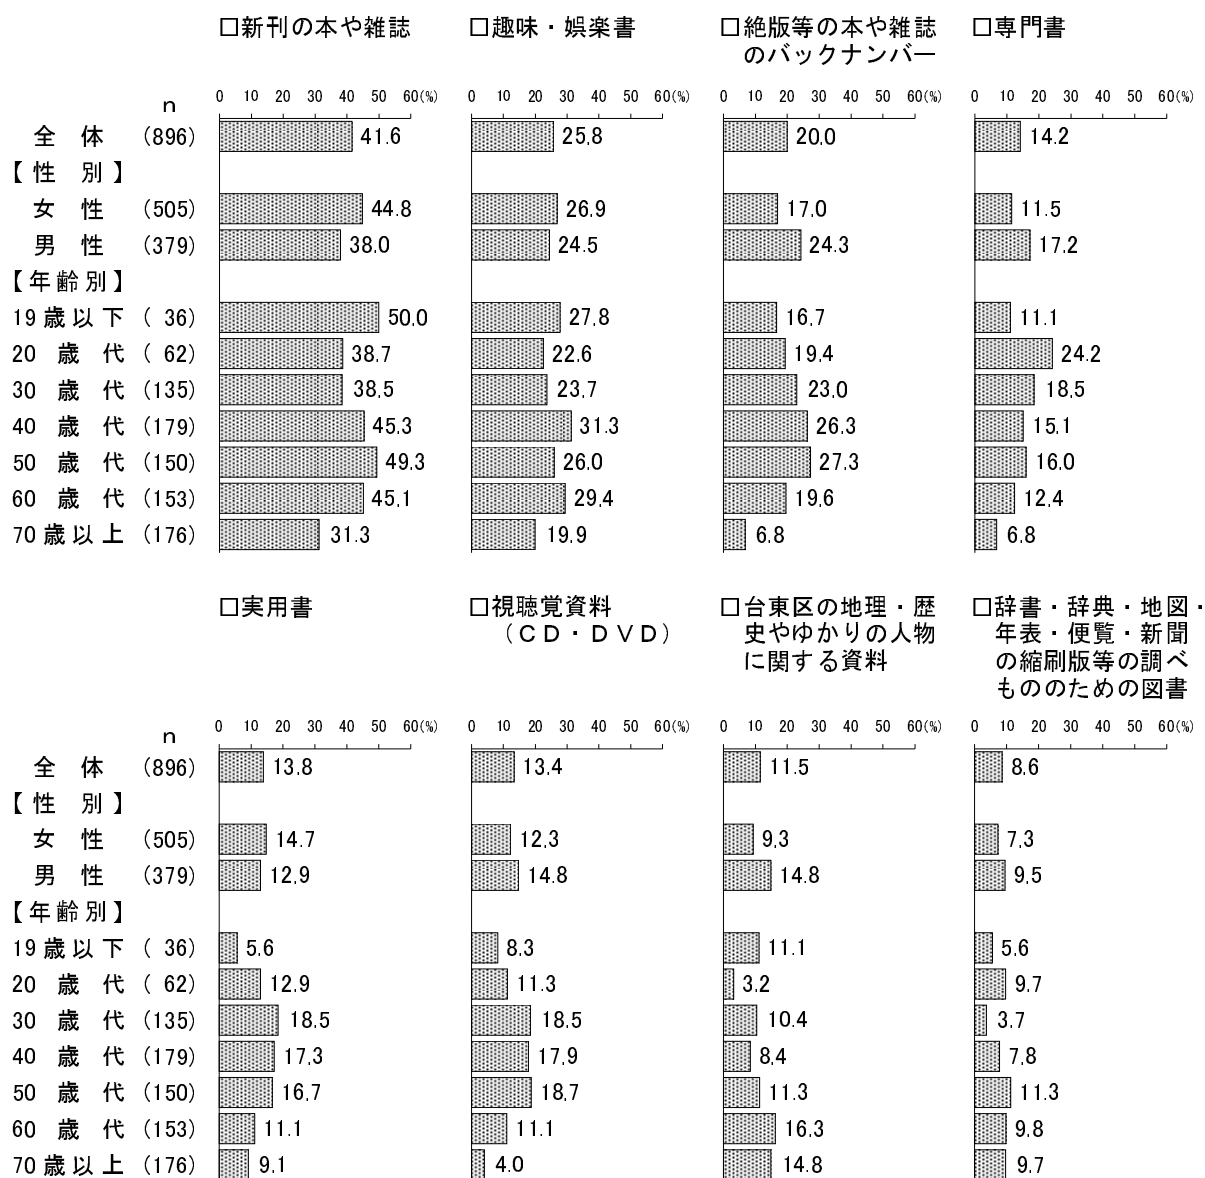 □新刊の本や雑誌 □趣味・娯楽書 □絶版等の本や雑誌 □専門書
のバックナンバー
n 0 10 20 30 40 50 60(%) 0 10 20 30 40 50 60(%) 0 10 20 30 40 50 60(%) 0 10 20 30 40 50 60(%)
全体 (896) 41.6 25.8 20.0 14.2
【性別】
女性 (505) 44.8 26.9 17.0 11.5
男性 (379) 38.0 24.5 24.3 17.2
【年齢別】
19歳以下 ( 36) 50.0 27.8 16.7 11.1
20歳代 ( 62) 38.7 22.6 19.4 24.2
30歳代 (135) 38.5 23.7 23.0 18.5
40歳代 (179) 45.3 31.3 26.3 15.1
50歳代 (150) 49.3 26.0 27.3 16.0
60歳代 (153) 45.1 29.4 19.6 12.4
70歳以上 (176) 31.3 19.9 6.8 6.8
□実用書 □視聴覚資料 □台東区の地理・歴 □辞書・辞典・地図・
(CD・DVD) 史やゆかりの人物 年表・便覧・新聞
に関する資料 の縮刷版等の調べ
もののための図書
n 0 10 20 30 40 50 60(%) 0 10 20 30 40 50 60(%) 0 10 20 30 40 50 60(%) 0 10 20 30 40 50 60(%)
全体 (896) 13.8 13.4 11.5 8.6
【性別】
女性 (505) 14.7 12.3 9.3 7.3
男性 (379) 12.9 14.8 14.8 9.5
【年齢別】
19歳以下 ( 36) 5.6 8.3 11.1 5.6
20歳代 ( 62) 12.9 11.3 3.2 9.7
30歳代 (135) 18.5 18.5 10.4 3.7
40歳代 (179) 17.3 17.9 8.4 7.8
50歳代 (150) 16.7 18.7 11.3 11.3
60歳代 (153) 11.1 11.1 16.3 9.8
70歳以上 (176) 9.1 4.0 14.8 9.7